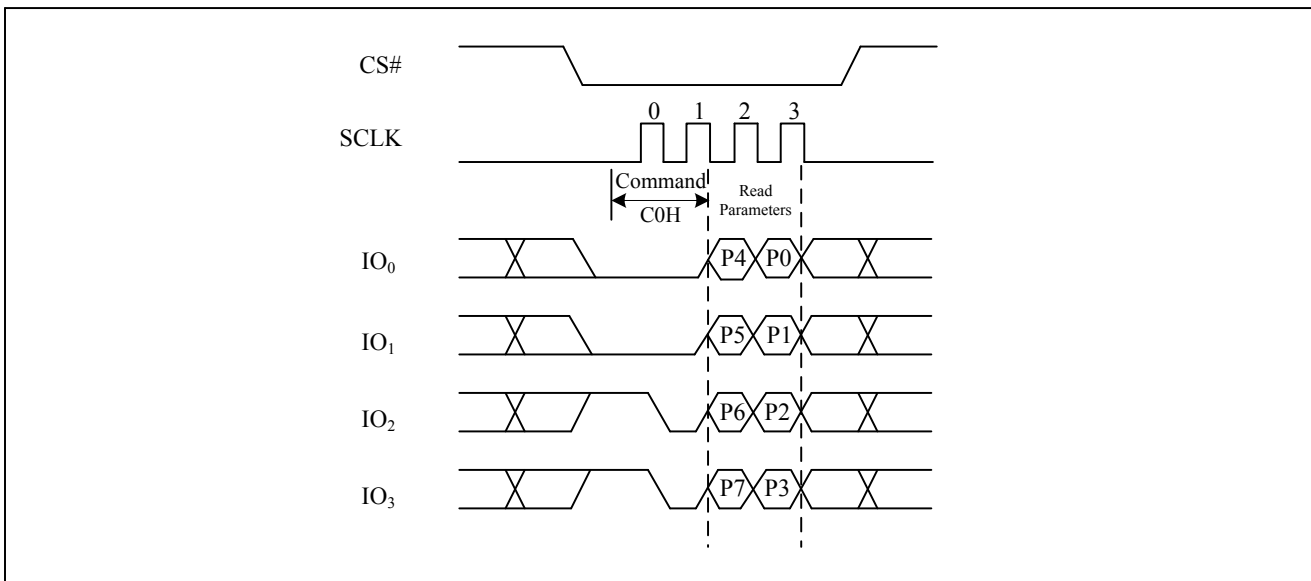 CS#
0 1 2 3
SCLK
Command
C0H
Read
Parameters
IO0
P4 P0
IO1
P5 P1
IO2
P6 P2
IO3
P7 P3